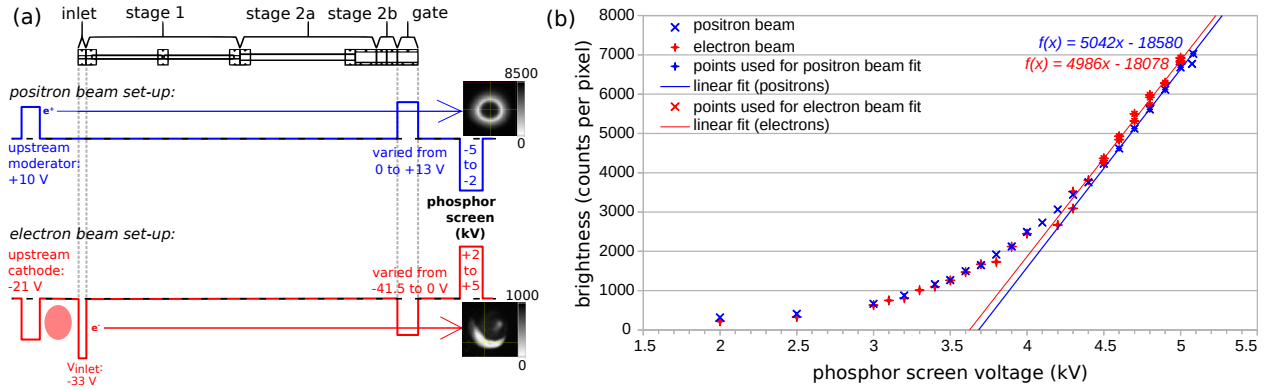 (a)
inlet
stage 1
stage 2a
stage 2b
gate
positron beam set-up:
8500
e⁺
0
upstream
moderator:
+10 V
varied from
0 to +13 V
-5
to
-2
phosphor
screen
(kV)
electron beam set-up:
upstream
cathode:
-21 V
varied from
-41.5 to 0 V
+2
to
+5
1000
e⁻
0
Vinlet:
-33 V
(b)
8000
7000
6000
5000
4000
3000
2000
1000
0
brightness (counts per pixel)
positron beam
electron beam
points used for positron beam fit
linear fit (positrons)
points used for electron beam fit
linear fit (electrons)
f(x) = 5042x - 18580
f(x) = 4986x - 18078
1.5 2 2.5 3 3.5 4 4.5 5 5.5
phosphor screen voltage (kV)